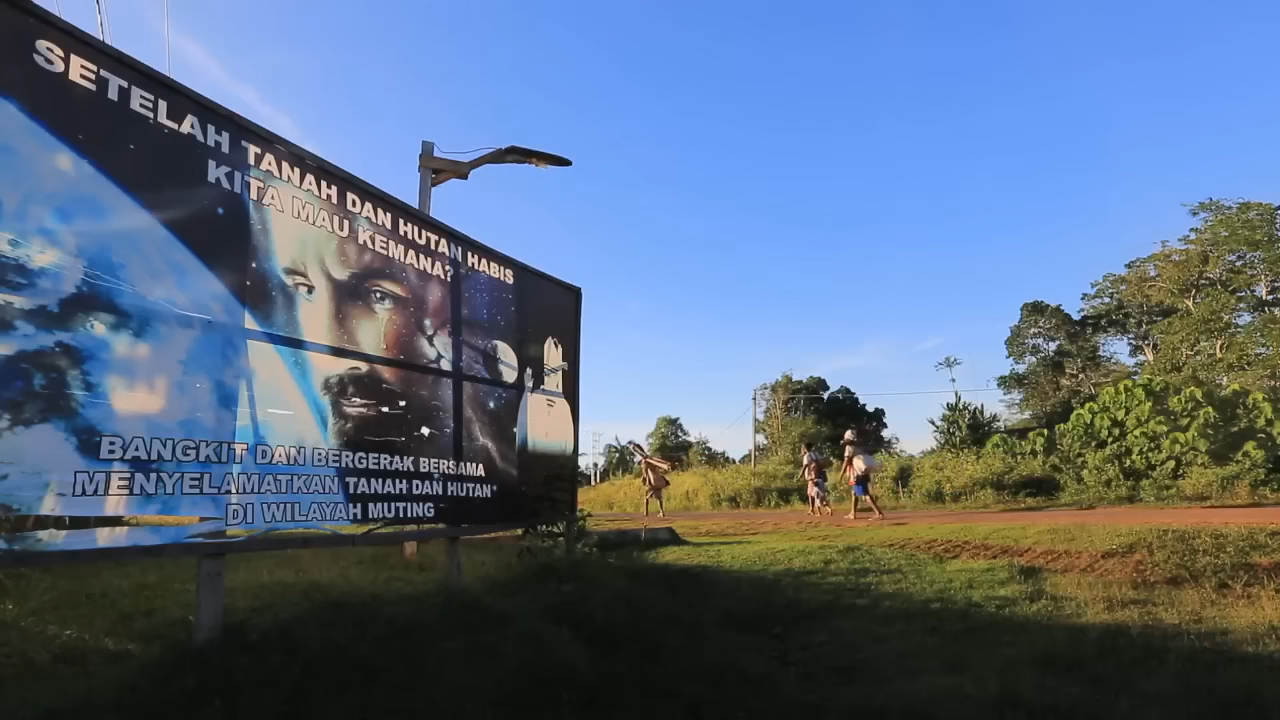 SETELAH TANAH DAN HUTAN HABIS
KITA MAU KEMANA?
BANGKIT DAN BERGERAK BERSAMA
MENYELAMATKAN TANAH DAN HUTAN"
DI WILAYAH MUTING